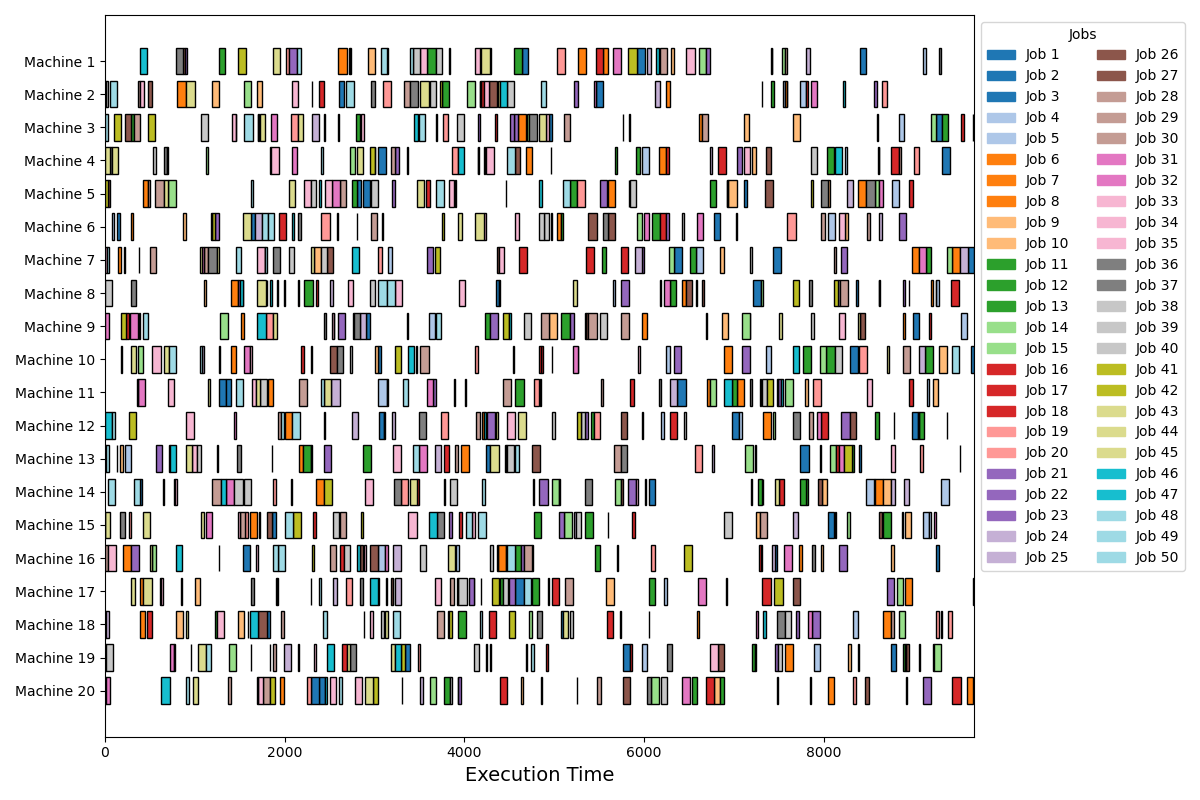 Machine 1
Machine 2
Machine 3
Machine 4
Machine 5
Machine 6
Machine 7
Machine 8
Machine 9
Machine 10
Machine 11
Machine 12
Machine 13
Machine 14
Machine 15
Machine 16
Machine 17
Machine 18
Machine 19
Machine 20
0 2000 4000 6000 8000
Execution Time
Jobs
Job 1
Job 2
Job 3
Job 4
Job 5
Job 6
Job 7
Job 8
Job 9
Job 10
Job 11
Job 12
Job 13
Job 14
Job 15
Job 16
Job 17
Job 18
Job 19
Job 20
Job 21
Job 22
Job 23
Job 24
Job 25
Job 26
Job 27
Job 28
Job 29
Job 30
Job 31
Job 32
Job 33
Job 34
Job 35
Job 36
Job 37
Job 38
Job 39
Job 40
Job 41
Job 42
Job 43
Job 44
Job 45
Job 46
Job 47
Job 48
Job 49
Job 50